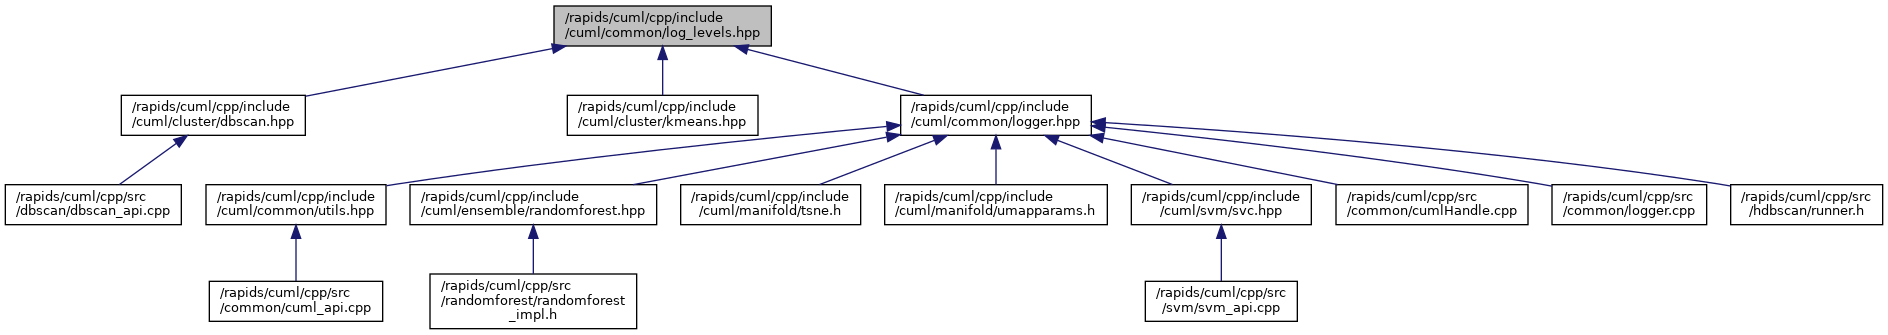 /rapids/cuml/cpp/include
/cuml/common/log_levels.hpp
/rapids/cuml/cpp/include
/cuml/cluster/dbscan.hpp
/rapids/cuml/cpp/include
/cuml/cluster/kmeans.hpp
/rapids/cuml/cpp/include
/cuml/common/logger.hpp
/rapids/cuml/cpp/src
/dbscan/dbscan_api.cpp
/rapids/cuml/cpp/include
/cuml/common/utils.hpp
/rapids/cuml/cpp/include
/cuml/ensemble/randomforest.hpp
/rapids/cuml/cpp/include
/cuml/manifold/tsne.h
/rapids/cuml/cpp/include
/cuml/manifold/umapparams.h
/rapids/cuml/cpp/include
/cuml/svm/svc.hpp
/rapids/cuml/cpp/src
/common/cumlHandle.cpp
/rapids/cuml/cpp/src
/common/logger.cpp
/rapids/cuml/cpp/src
/hdbscan/runner.h
/rapids/cuml/cpp/src
/common/cuml_api.cpp
/rapids/cuml/cpp/src
/randomforest/randomforest
_impl.h
/rapids/cuml/cpp/src
/svm/svm_api.cpp